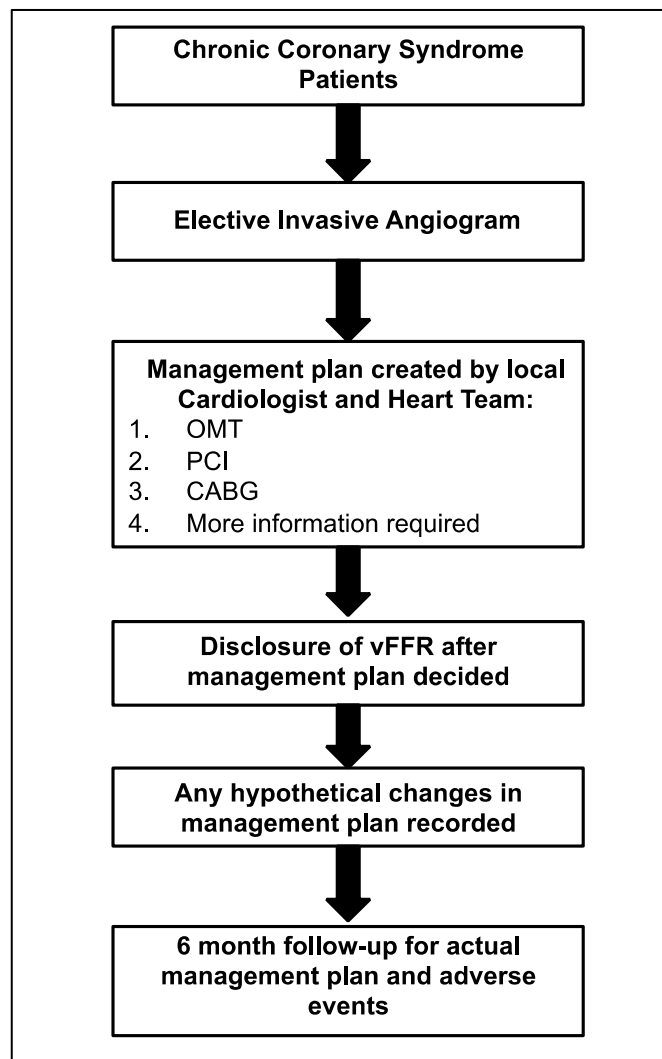 Chronic Coronary Syndrome
Patients
Elective Invasive Angiogram
Management plan created by local
Cardiologist and Heart Team:
1. OMT
2. PCI
3. CABG
4. More information required
Disclosure of vFFR after
management plan decided
Any hypothetical changes in
management plan recorded
6 month follow-up for actual
management plan and adverse
events